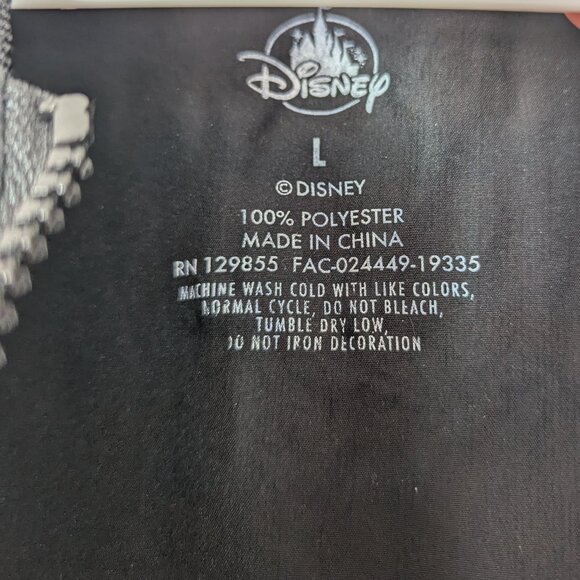 DISNEY
L
©DISNEY
100% POLYESTER
MADE IN CHINA
RN 129855 FAC-024449-19335
MACHINE WASH COLD WITH LIKE COLORS,
NORMAL CYCLE, DO NOT BLEACH,
TUMBLE DRY LOW,
DO NOT IRON DECORATION